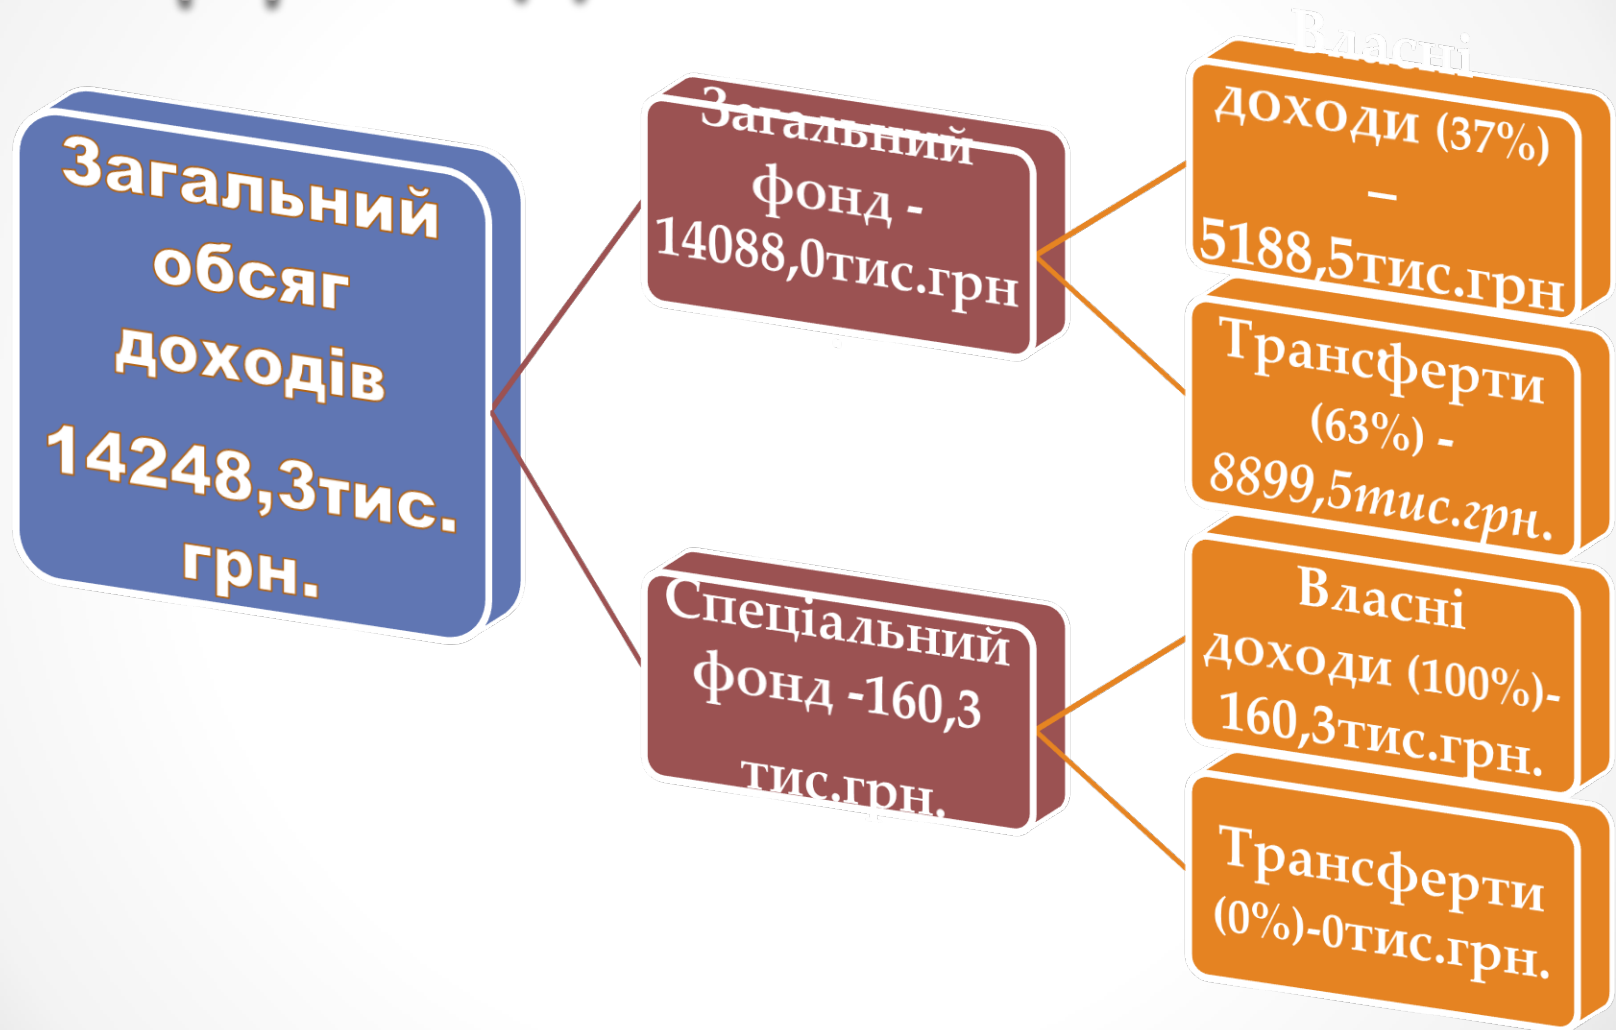 Загальний
обсяг
доходів
14248,3тис.
грн.
Загальний
фонд -
14088,0тис.грн
Спеціальний
фонд -160,3
тис.грн.
Власні
доходи (37%)
–
5188,5тис.грн
Трансферти
(63%) -
8899,5тис.грн.
Власні
доходи (100%)-
160,3тис.грн.
Трансферти
(0%)-0тис.грн.